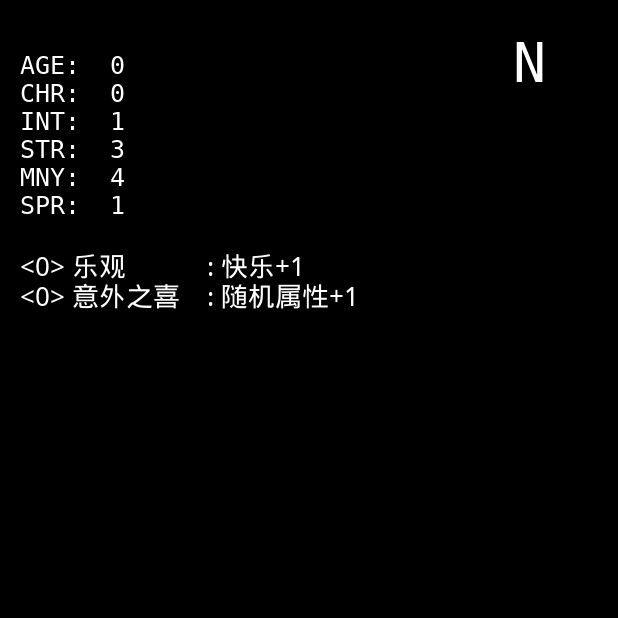 N
AGE: 0
CHR: 0
INT: 1
STR: 3
MNY: 4
SPR: 1
<0> 乐观 : 快乐+1
<0> 意外之喜 : 随机属性+1